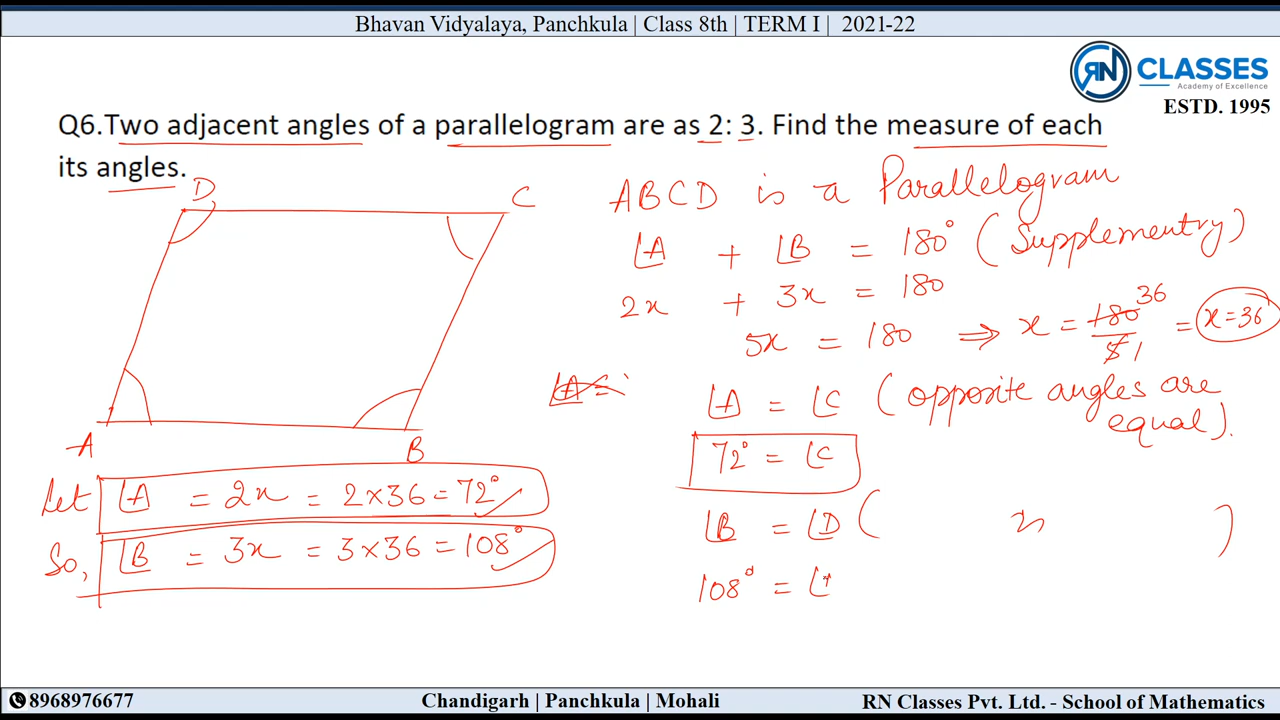 Bhavan Vidyalaya, Panchkula | Class 8th | TERM I | 2021-22
RN CLASSES
Academy of Excellence
ESTD. 1995
Q6.Two adjacent angles of a parallelogram are as 2: 3. Find the measure of each
its angles.
D
C
A
B
ABCD is a Parallelogram
∠A + ∠B = 180° (Supplementry)
2x + 3x = 180
5x = 180 ⇒ x = 180/5 36 1 = x=36
∠A =
∠A = ∠C (opposite angles are
equal).
72° = ∠C
∠B = ∠D ( " )
108° = ∠
Let ∠A = 2x = 2×36 = 72°
So, ∠B = 3x = 3×36 = 108°
8968976677
Chandigarh | Panchkula | Mohali
RN Classes Pvt. Ltd. - School of Mathematics